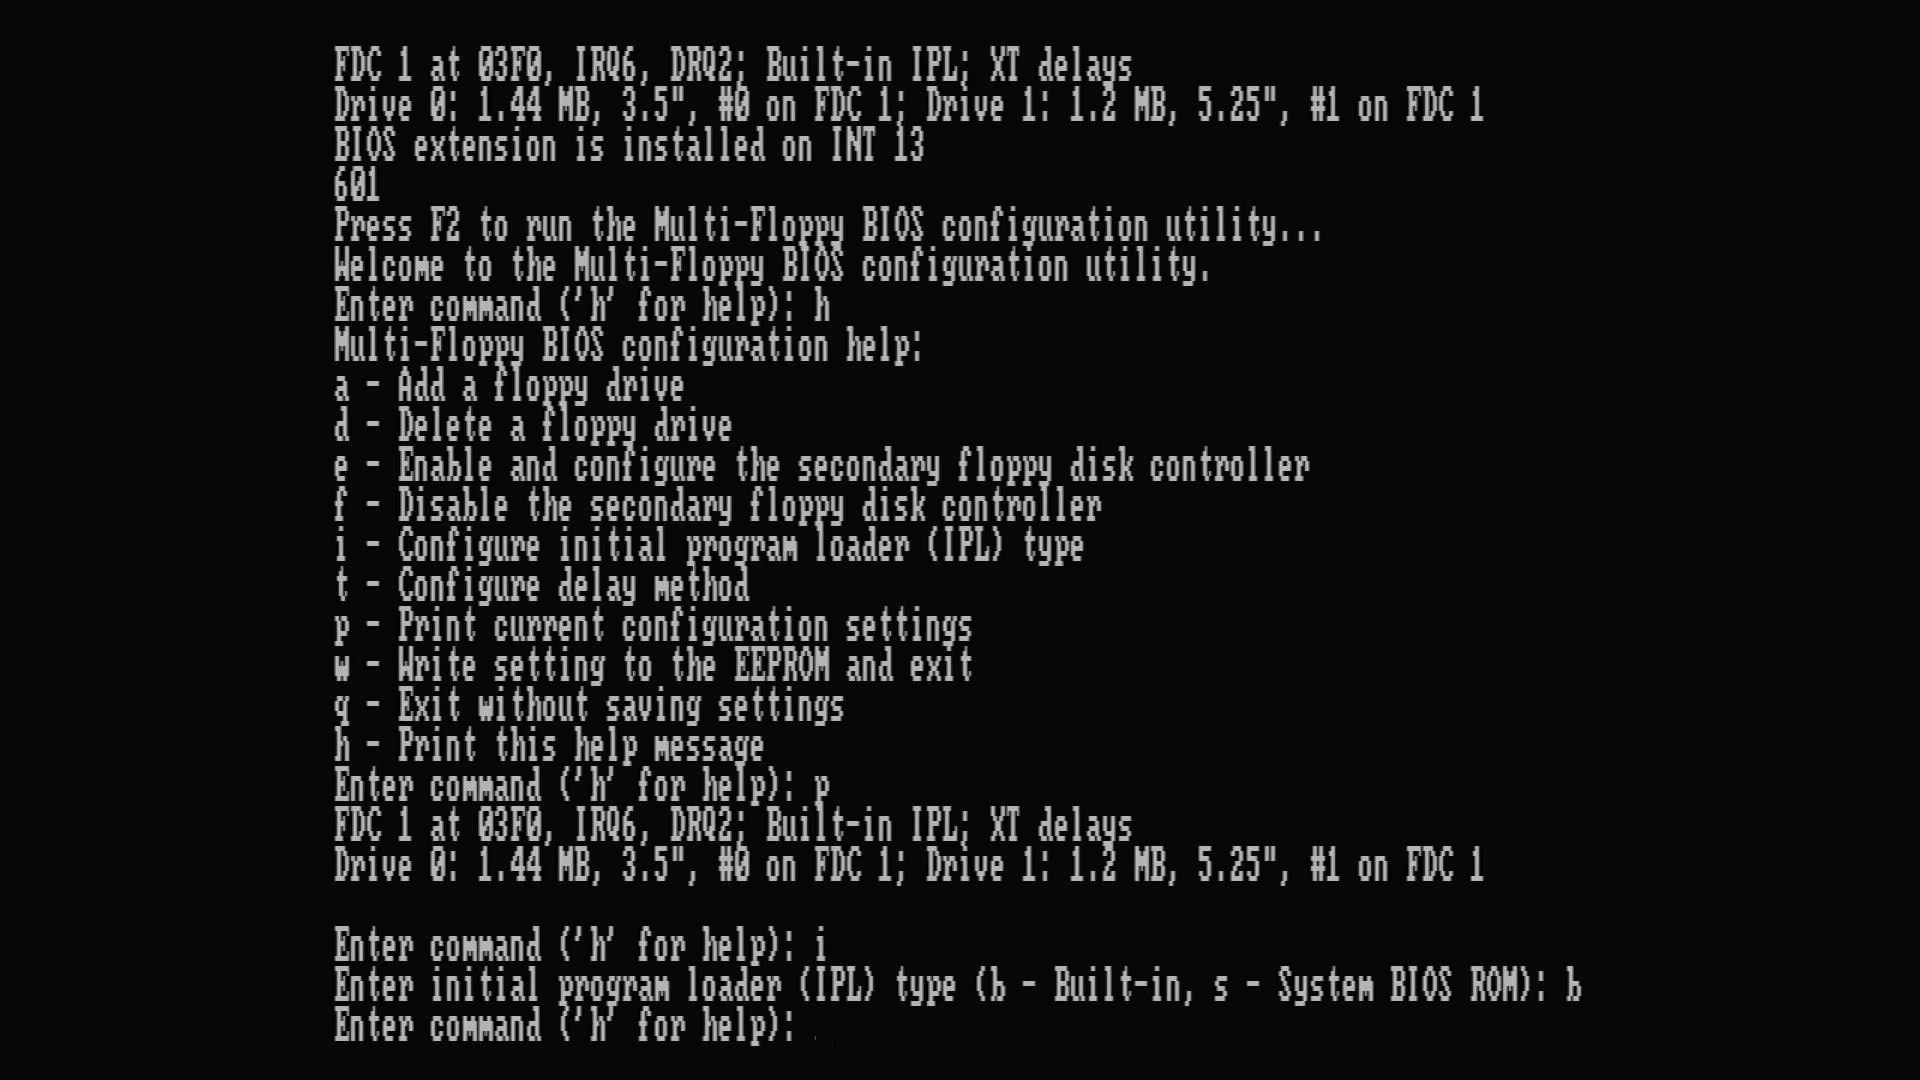 FDC 1 at 03F0, IRQ6, DRQ2; Built-in IPL; XT delays
Drive 0: 1.44 MB, 3.5", #0 on FDC 1; Drive 1: 1.2 MB, 5.25", #1 on FDC 1
BIOS extension is installed on INT 13
601
Press F2 to run the Multi-Floppy BIOS configuration utility...
Welcome to the Multi-Floppy BIOS configuration utility.
Enter command ('h' for help): h
Multi-Floppy BIOS configuration help:
a - Add a floppy drive
d - Delete a floppy drive
e - Enable and configure the secondary floppy disk controller
f - Disable the secondary floppy disk controller
i - Configure initial program loader (IPL) type
t - Configure delay method
p - Print current configuration settings
w - Write setting to the EEPROM and exit
q - Exit without saving settings
h - Print this help message
Enter command ('h' for help): p
FDC 1 at 03F0, IRQ6, DRQ2; Built-in IPL; XT delays
Drive 0: 1.44 MB, 3.5", #0 on FDC 1; Drive 1: 1.2 MB, 5.25", #1 on FDC 1
Enter command ('h' for help): i
Enter initial program loader (IPL) type (b - Built-in, s - System BIOS ROM): b
Enter command ('h' for help):